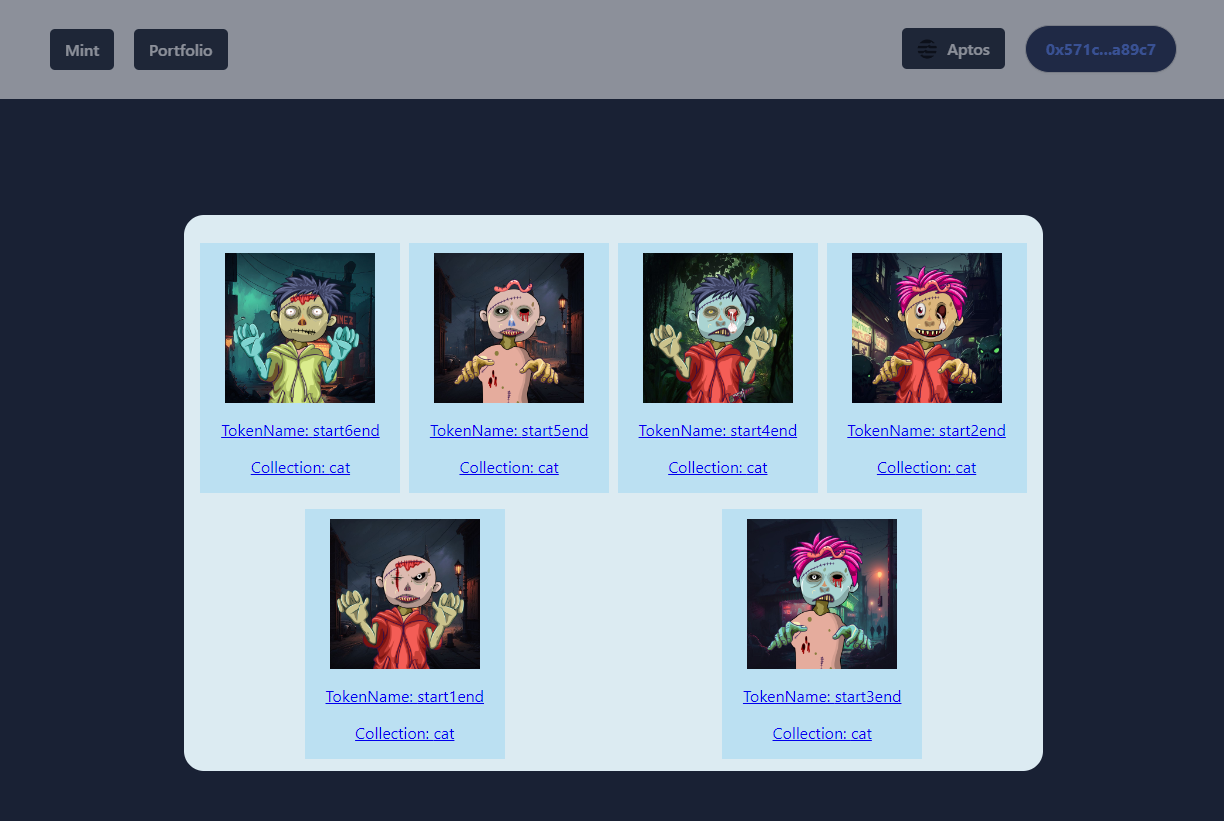 Mint
Portfolio
Aptos
0x571c...a89c7
TokenName: start6end
Collection: cat
TokenName: start5end
Collection: cat
TokenName: start4end
Collection: cat
TokenName: start2end
Collection: cat
TokenName: start1end
Collection: cat
TokenName: start3end
Collection: cat